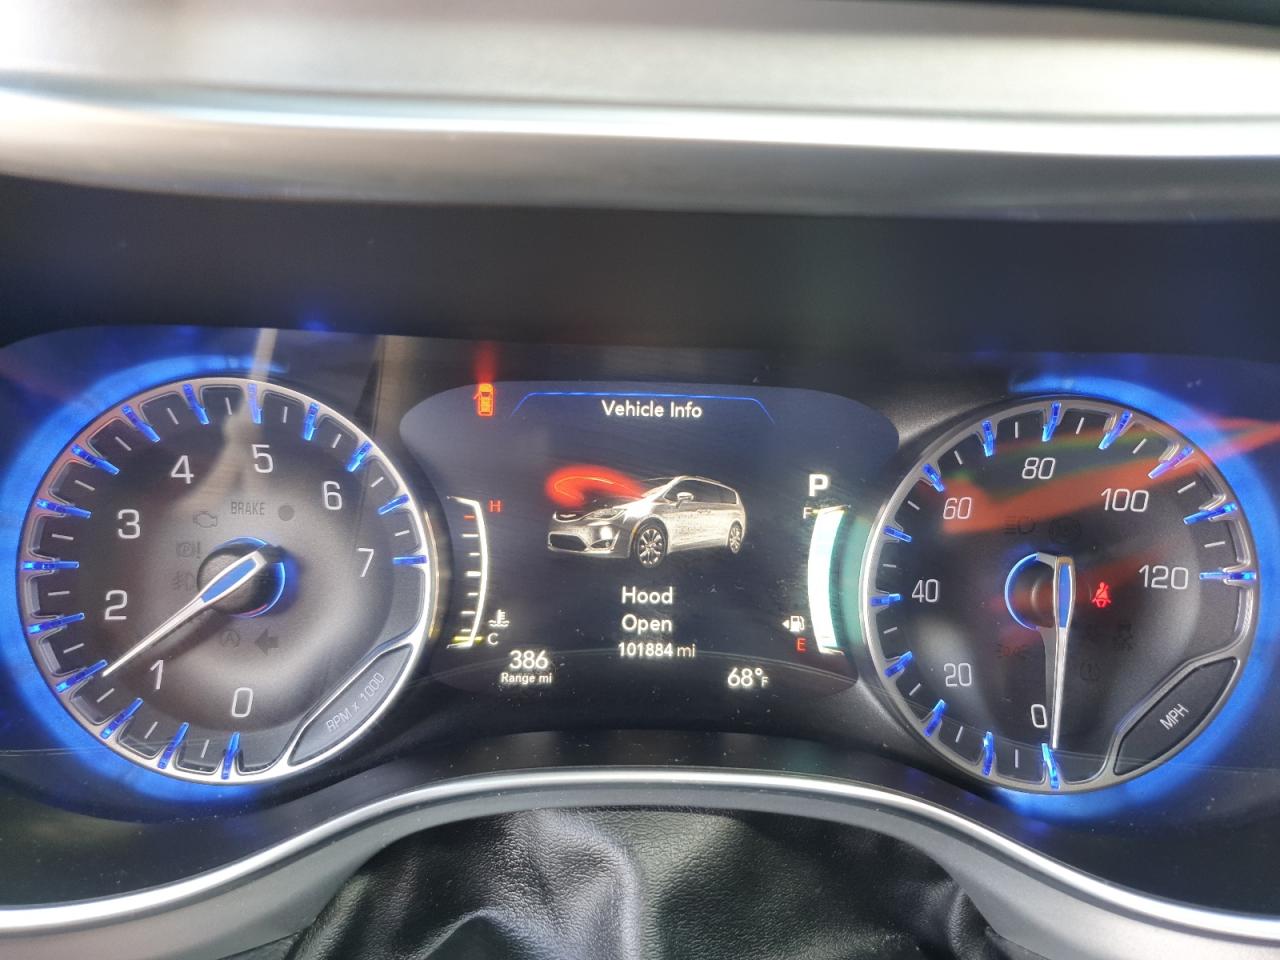 Vehicle Info
P
H
F
C
E
Hood
Open
101884 mi
386
Range mi
68°F
BRAKE
0
1
2
3
4
5
6
7
RPM x 1000
0
20
40
60
80
100
120
MPH